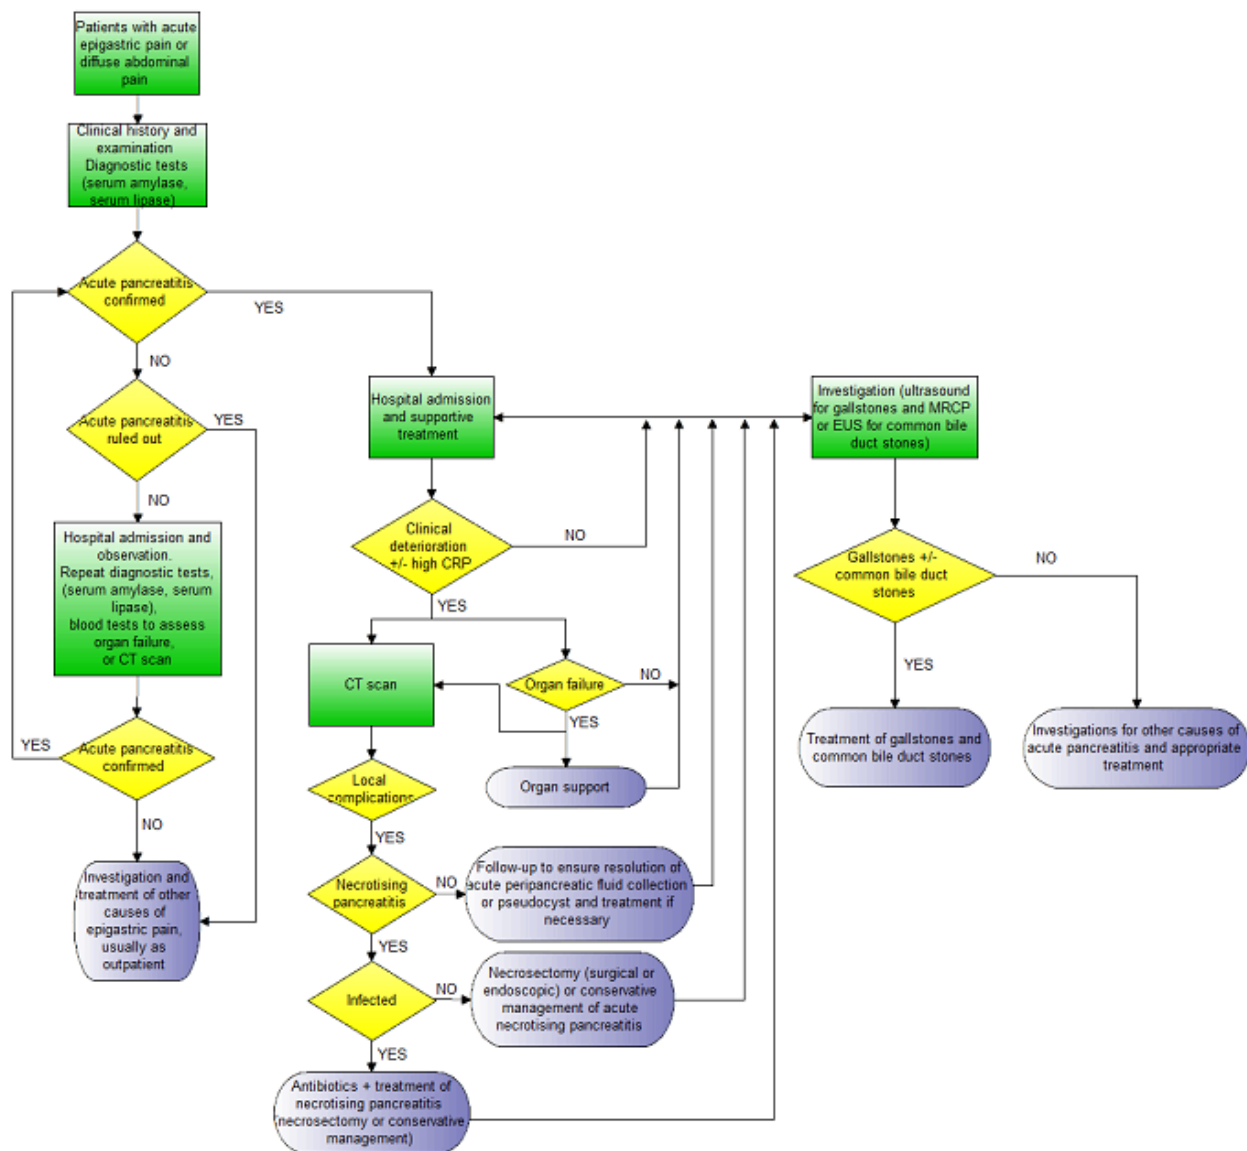 Patients with acute
epigastric pain or
diffuse abdominal
pain
Clinical history and
examination
Diagnostic tests
(serum amylase,
serum lipase)
Acute pancreatitis
confirmed
YES
NO
Acute pancreatitis
ruled out
YES
NO
Hospital admission and
observation.
Repeat diagnostic tests,
(serum amylase, serum
lipase),
blood tests to assess
organ failure,
or CT scan
Acute pancreatitis
confirmed
YES
NO
Investigation and
treatment of other
causes of
epigastric pain,
usually as
outpatient
Hospital admission
and supportive
treatment
Clinical
deterioration
+/- high CRP
NO
YES
CT scan
Organ failure
NO
YES
Organ support
Local
complications
YES
Necrotising
pancreatitis
NO
Follow-up to ensure resolution of
acute peripancreatic fluid collection
or pseudocyst and treatment if
necessary
YES
Infected
NO
Necrosectomy (surgical or
endoscopic) or conservative
management of acute
necrotising pancreatitis
YES
Antibiotics + treatment of
necrotising pancreatitis
(necrosectomy or conservative
management)
Investigation (ultrasound
for gallstones and MRCP
or EUS for common bile
duct stones)
Gallstones +/-
common bile duct
stones
NO
YES
Treatment of gallstones and
common bile duct stones
Investigations for other causes of
acute pancreatitis and appropriate
treatment